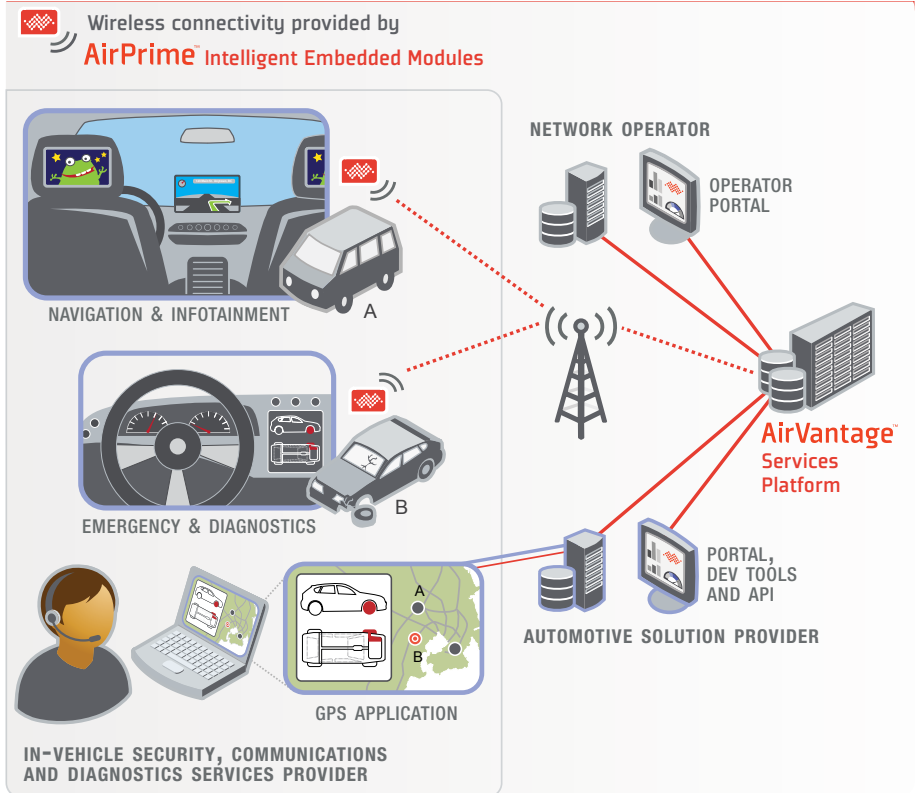 Wireless connectivity provided by
AirPrime™ Intelligent Embedded Modules
NAVIGATION & INFOTAINMENT
A
EMERGENCY & DIAGNOSTICS
B
A
B
GPS APPLICATION
IN-VEHICLE SECURITY, COMMUNICATIONS
AND DIAGNOSTICS SERVICES PROVIDER
NETWORK OPERATOR
OPERATOR
PORTAL
AirVantage™
Services
Platform
PORTAL,
DEV TOOLS
AND API
AUTOMOTIVE SOLUTION PROVIDER